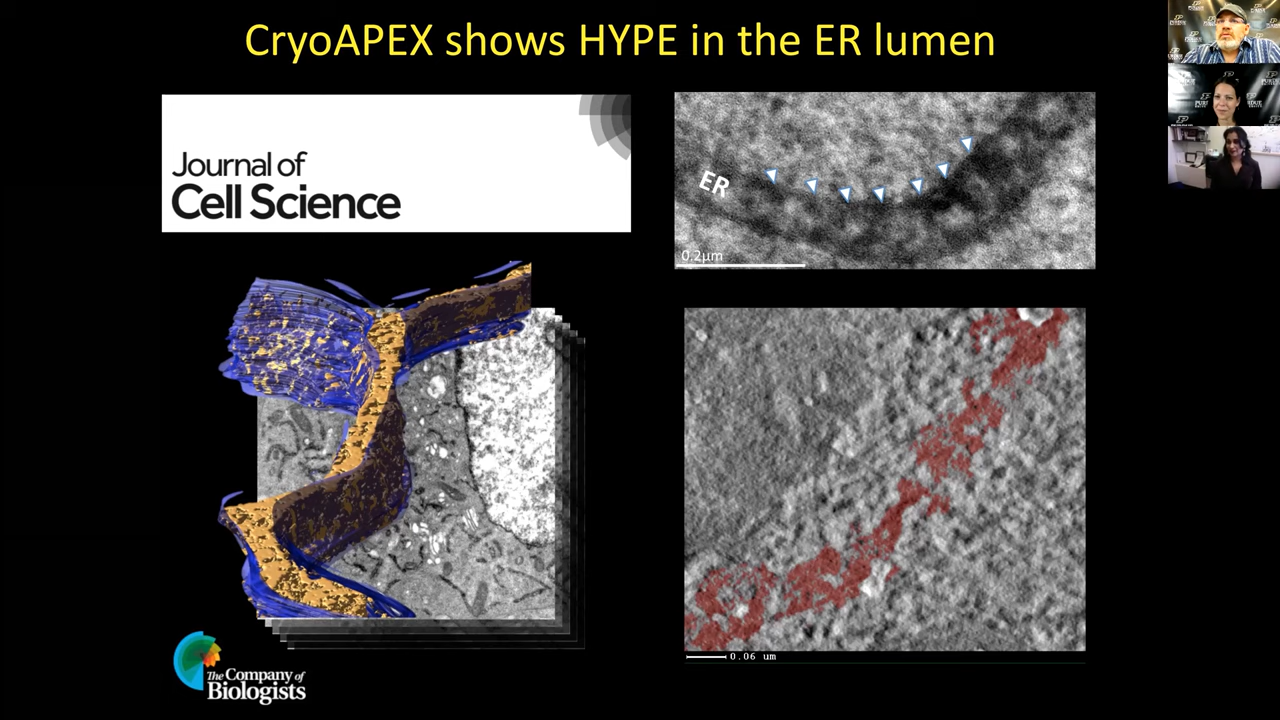 CryoAPEX shows HYPE in the ER lumen
Journal of
Cell Science
ER
0.2μm
0.06 um
The Company of
Biologists